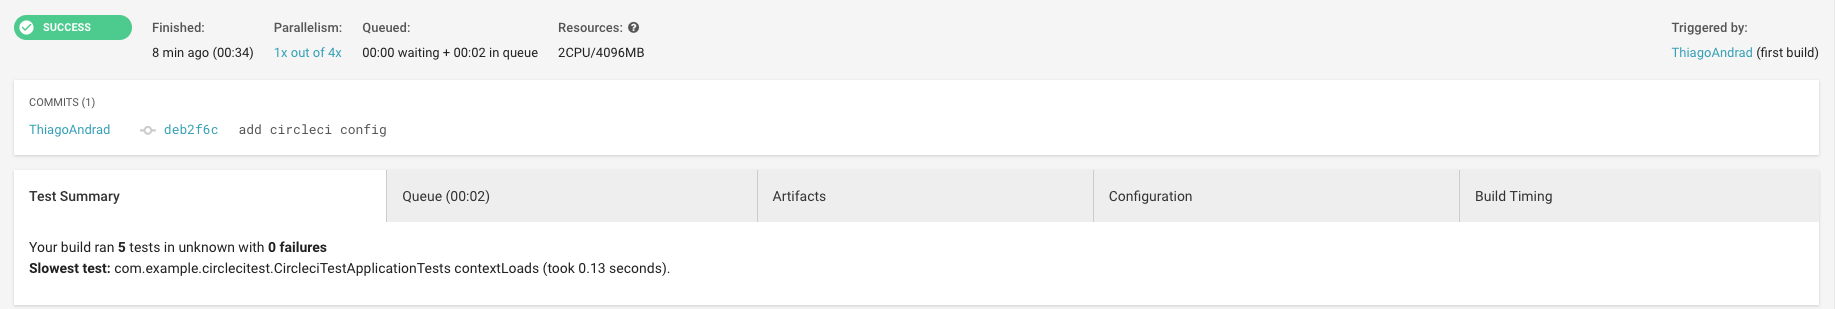 SUCCESS
Finished:
8 min ago (00:34)
Parallelism:
1x out of 4x
Queued:
00:00 waiting + 00:02 in queue
Resources: ?
2CPU/4096MB
Triggered by:
ThiagoAndrad (first build)
COMMITS (1)
ThiagoAndrad deb2f6c add circleci config
Test Summary
Queue (00:02)
Artifacts
Configuration
Build Timing
Your build ran 5 tests in unknown with 0 failures
Slowest test: com.example.circlecitest.CircleciTestApplicationTests contextLoads (took 0.13 seconds).